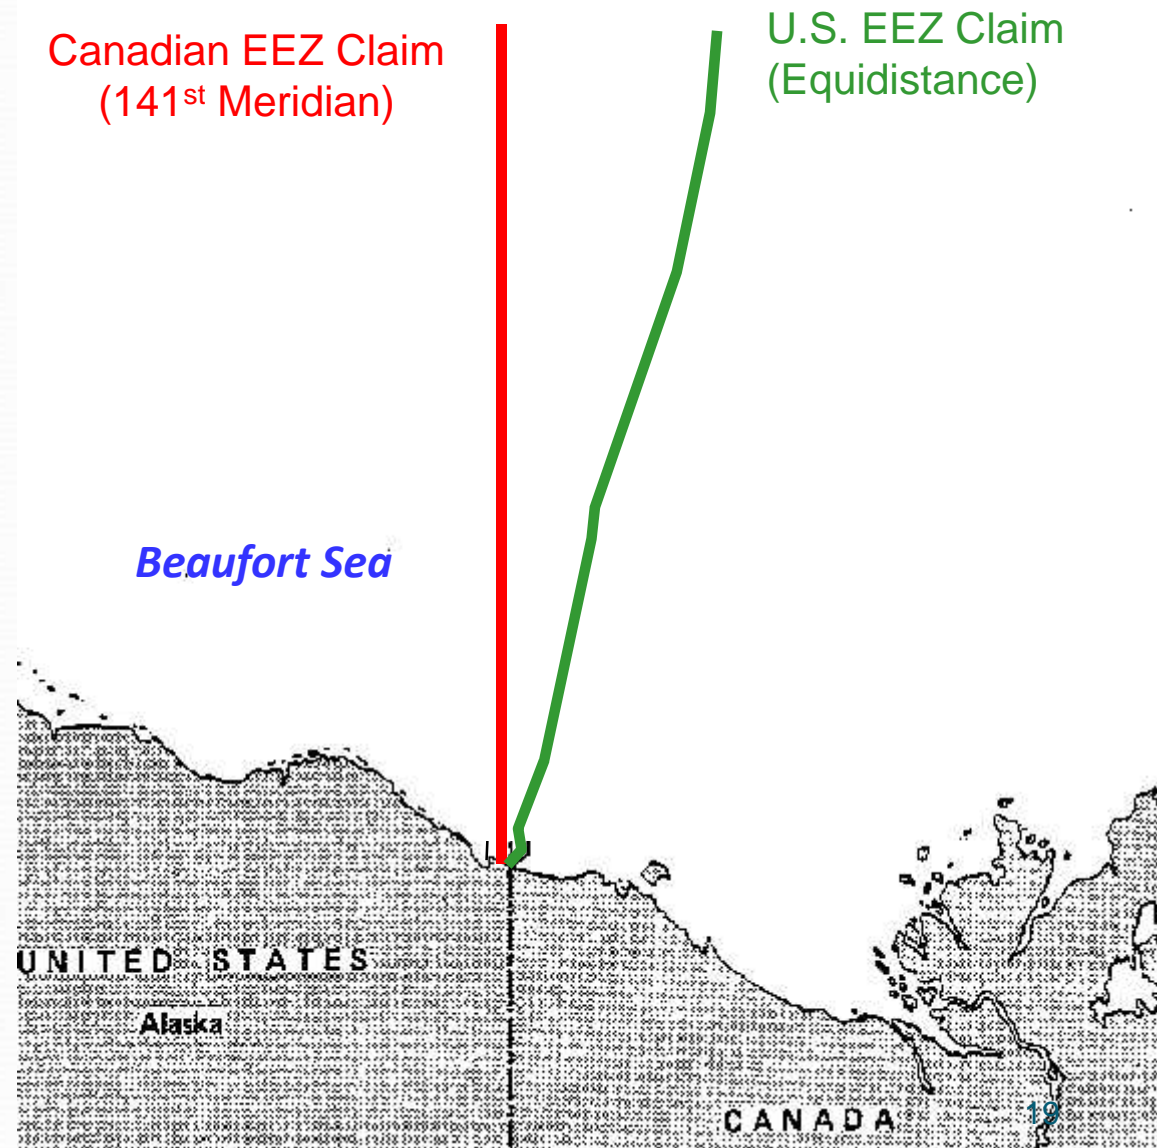 Canadian EEZ Claim
(141st Meridian)
U.S. EEZ Claim
(Equidistance)
Beaufort Sea
UNITED STATES
Alaska
CANADA
19